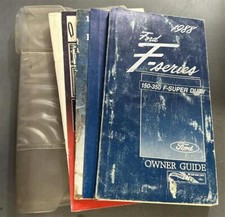 1988
Ford
F-series
150-350 F-SUPER DUTY
Ford
OWNER GUIDE